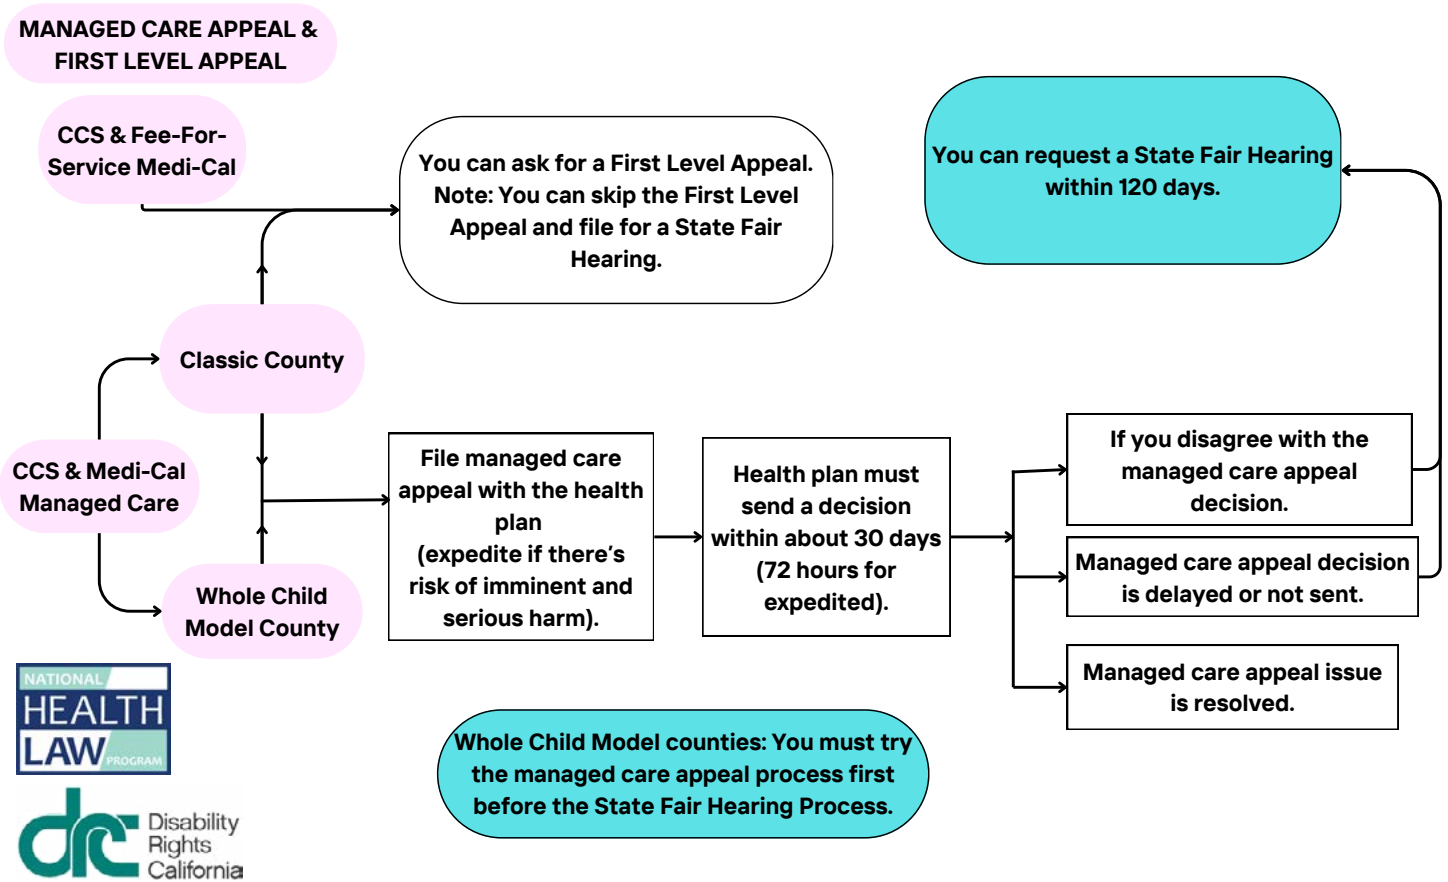 MANAGED CARE APPEAL &
FIRST LEVEL APPEAL
CCS & Fee-For-
Service Medi-Cal
You can ask for a First Level Appeal.
Note: You can skip the First Level
Appeal and file for a State Fair
Hearing.
You can request a State Fair Hearing
within 120 days.
Classic County
CCS & Medi-Cal
Managed Care
Whole Child
Model County
File managed care
appeal with the health
plan
(expedite if there's
risk of imminent and
serious harm).
Health plan must
send a decision
within about 30 days
(72 hours for
expedited).
If you disagree with the
managed care appeal
decision.
Managed care appeal decision
is delayed or not sent.
Managed care appeal issue
is resolved.
Whole Child Model counties: You must try
the managed care appeal process first
before the State Fair Hearing Process.
NATIONAL
HEALTH
LAW
PROGRAM
drc
Disability
Rights
California